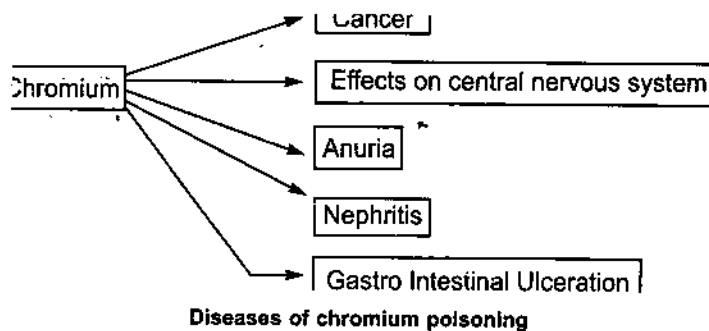 Cancer
Chromium
Effects on central nervous system
Anuria
Nephritis
Gastro Intestinal Ulceration
Diseases of chromium poisoning